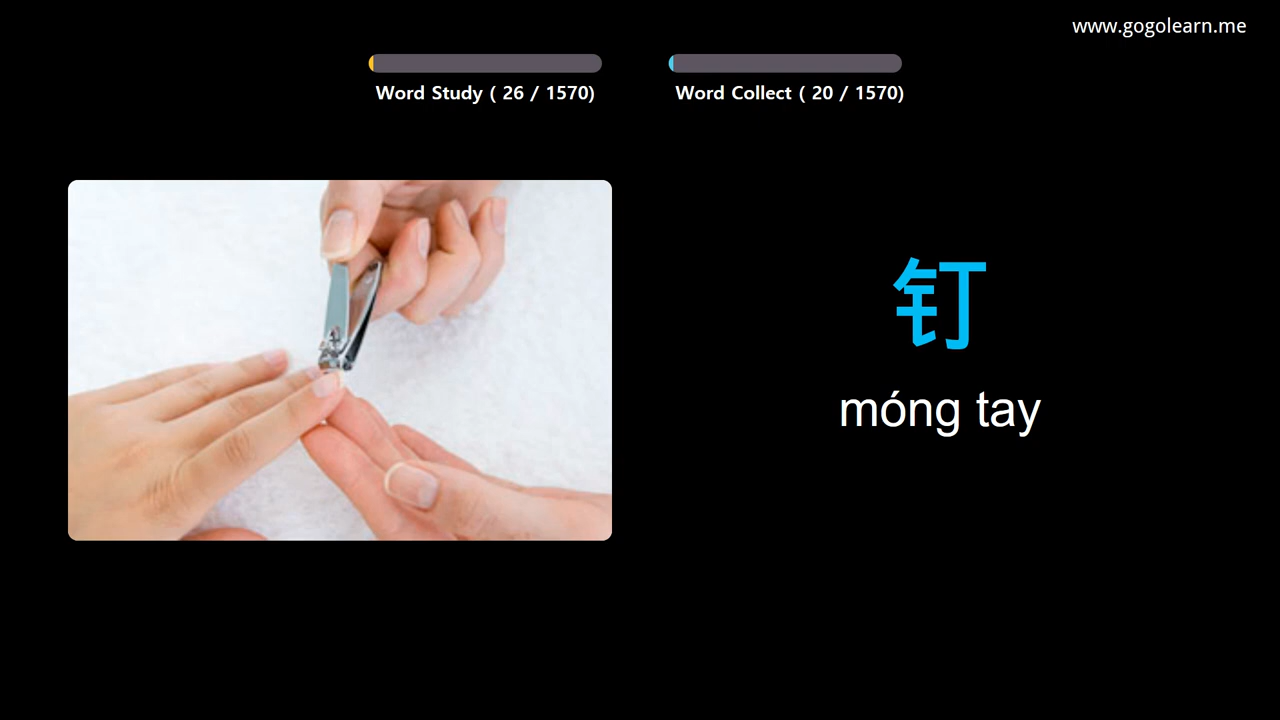 www.gogolearn.me
Word Study ( 26 / 1570)
Word Collect ( 20 / 1570)
钉
móng tay